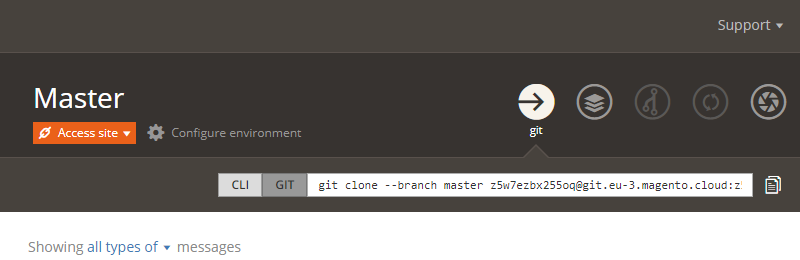 Support
Master
Access site
Configure environment
git
CLI
GIT
git clone --branch master z5w7ezbx255oq@git.eu-3.magento.cloud:z
Showing all types of messages